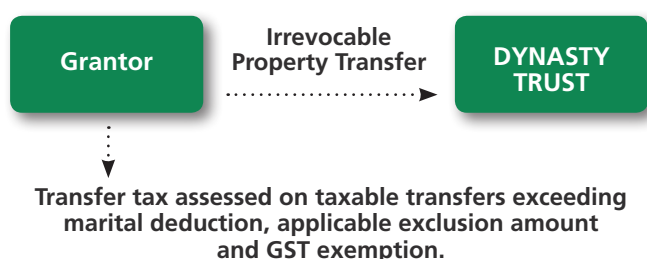 Grantor
Irrevocable
Property Transfer
DYNASTY
TRUST
Transfer tax assessed on taxable transfers exceeding
marital deduction, applicable exclusion amount
and GST exemption.